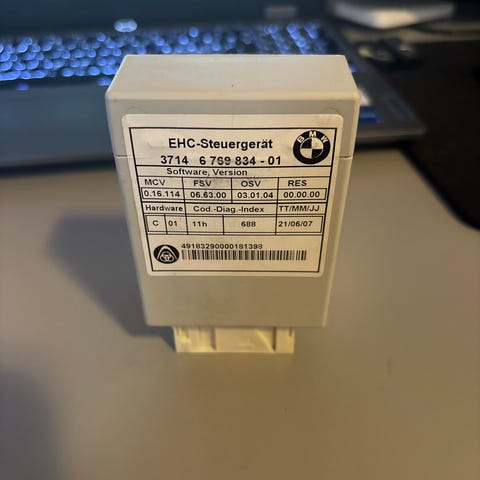 EHC-Steuergerät
BMW
3714 6 769 834 - 01
Software, Version
MCV FSV OSV RES
0.16.114 06.63.00 03.01.04 00.00.00
Hardware Cod.-Diag.-Index TT/MM/JJ
C 01 11h 688 21/06/07
49183290000181398